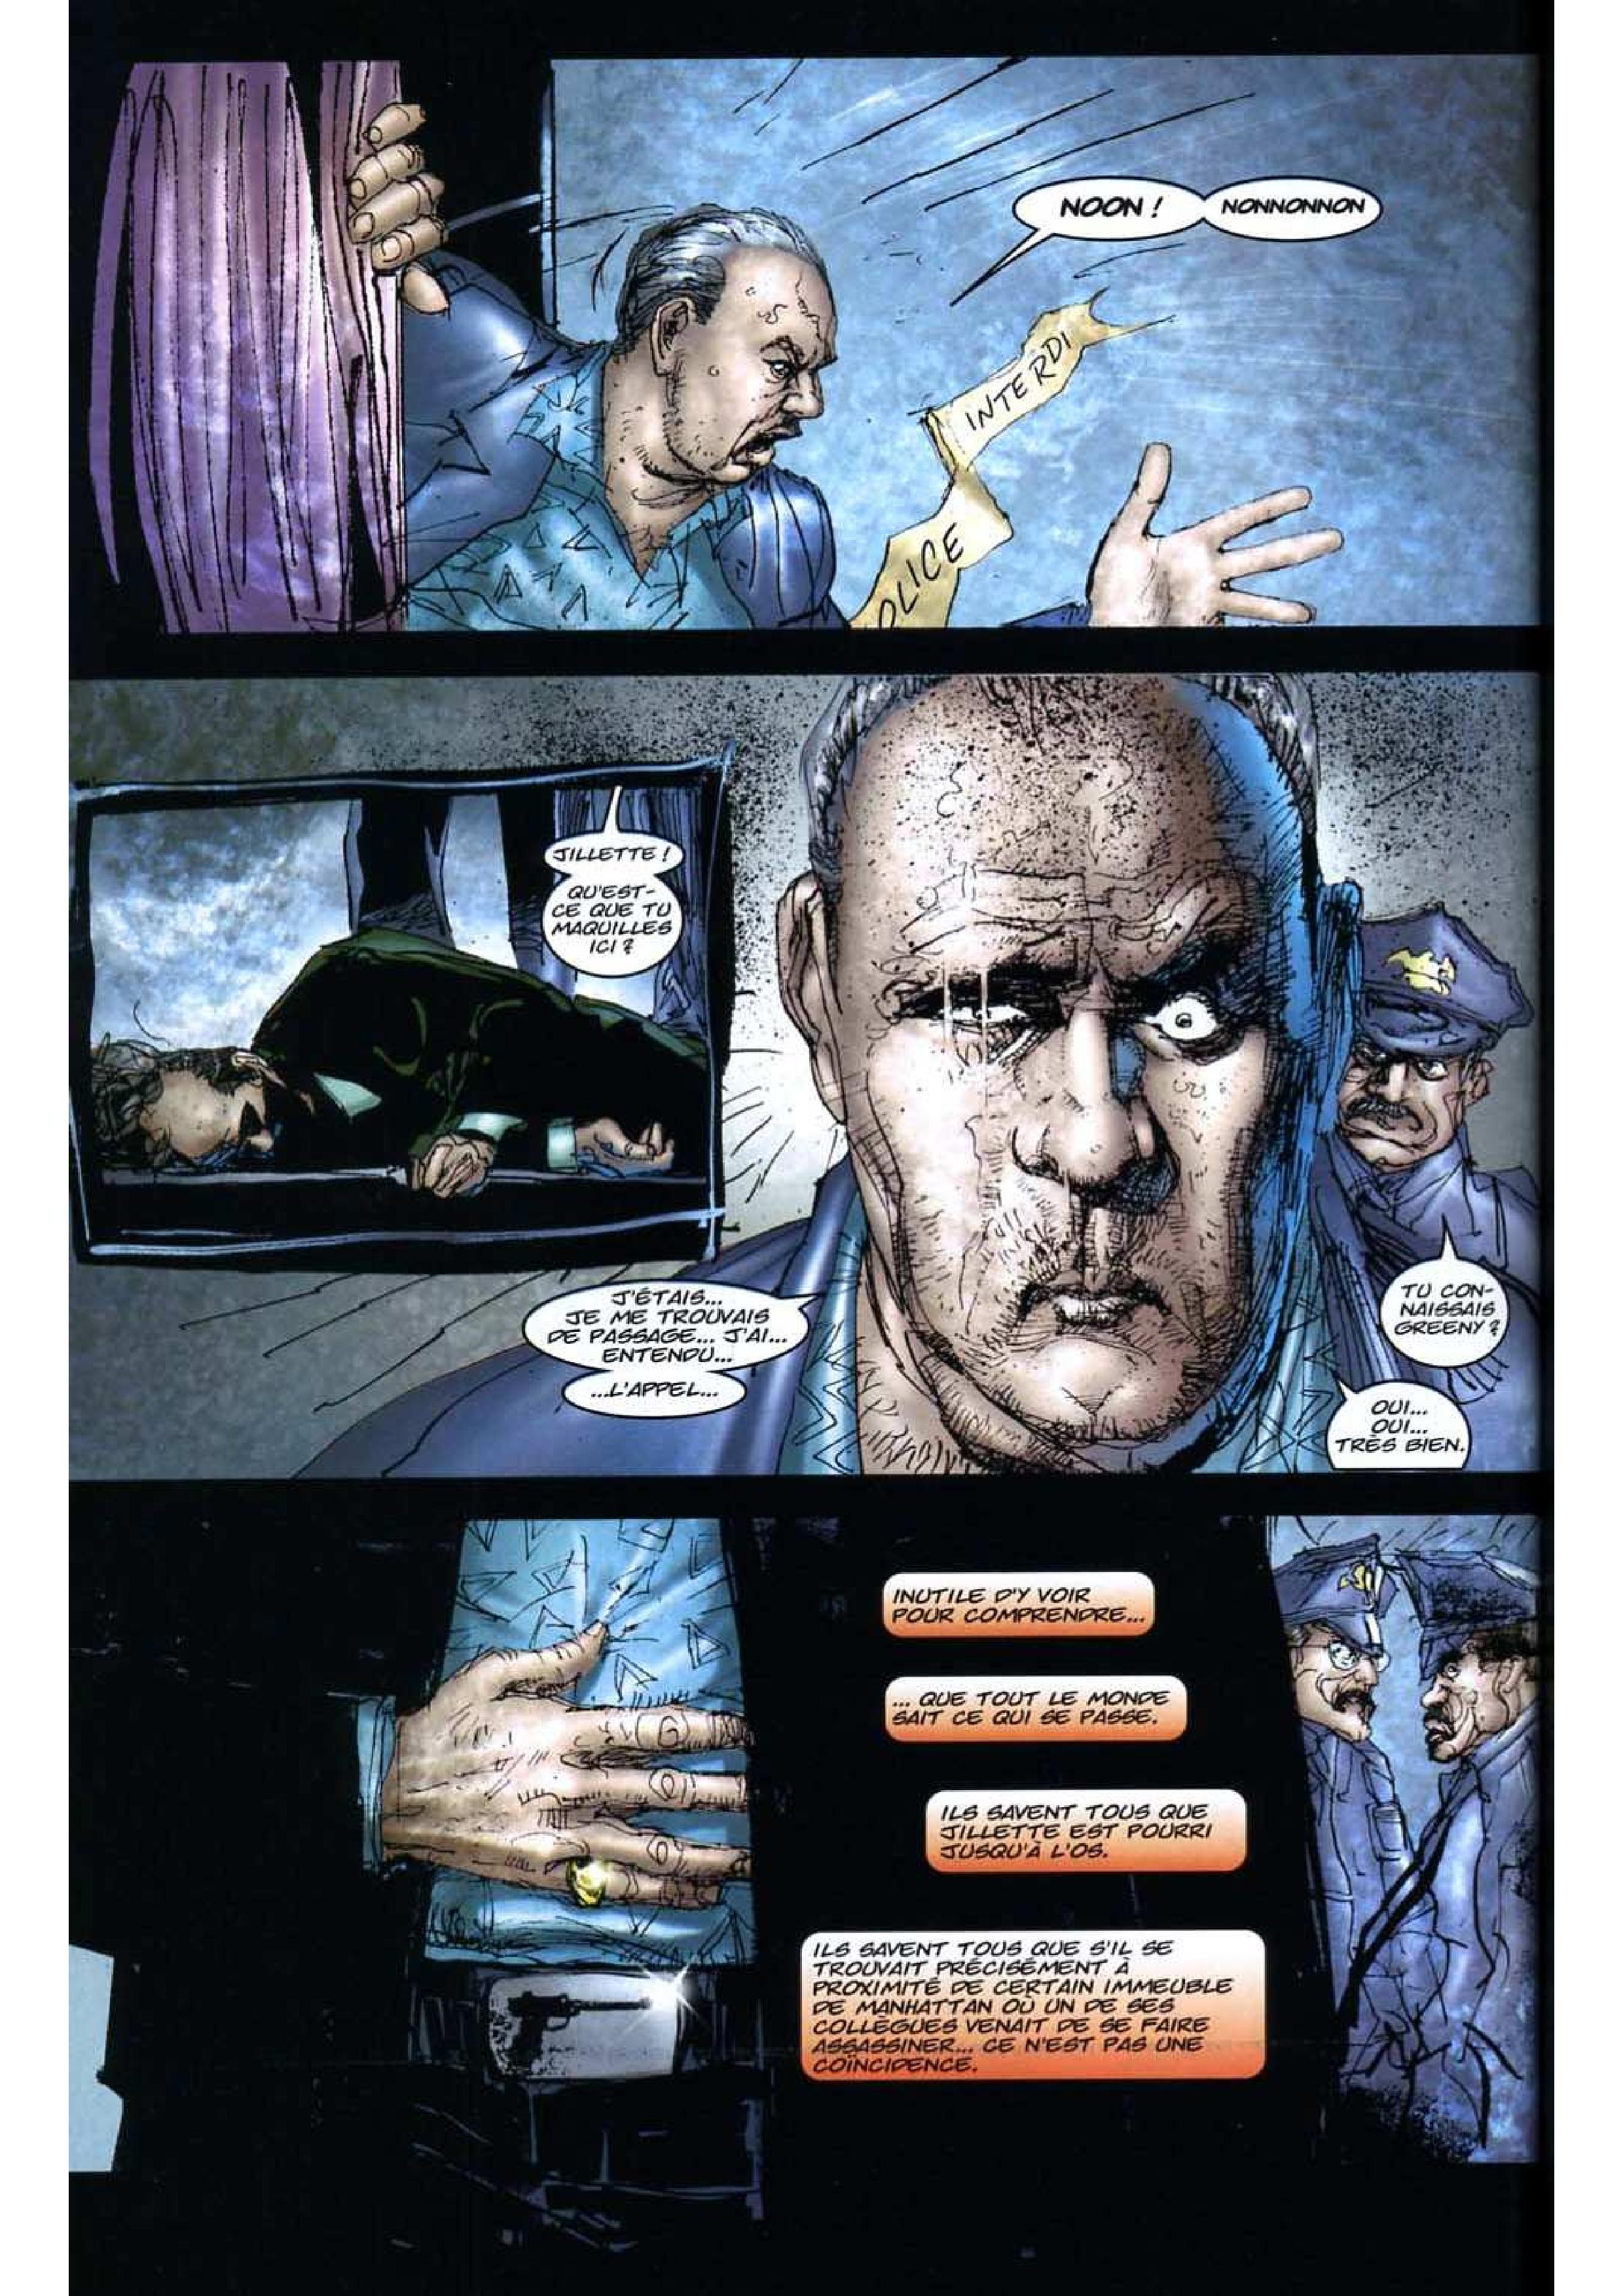 NOON !
NONNONNON
INTERDI
OLICE
JILLETTE !
QU'EST-
CE QUE TU
MAQUILLES
ICI ?
J'ÉTAIS...
JE ME TROUVAIS
DE PASSAGE... J'AI...
ENTENDU...
...L'APPEL...
TU CON-
NAISSAIS
GREENY ?
OUI...
OUI...
TRÈS BIEN.
INUTILE D'Y VOIR
POUR COMPRENDRE...
... QUE TOUT LE MONDE
SAIT CE QUI SE PASSE.
ILS SAVENT TOUS QUE
JILLETTE EST POURRI
JUSQU'À L'OS.
ILS SAVENT TOUS QUE S'IL SE
TROUVAIT PRÉCISÉMENT À
PROXIMITÉ DE CERTAIN IMMEUBLE
DE MANHATTAN OÙ UN DE SES
COLLÈGUES VENAIT DE SE FAIRE
ASSASSINER... CE N'EST PAS UNE
COÏNCIDENCE.